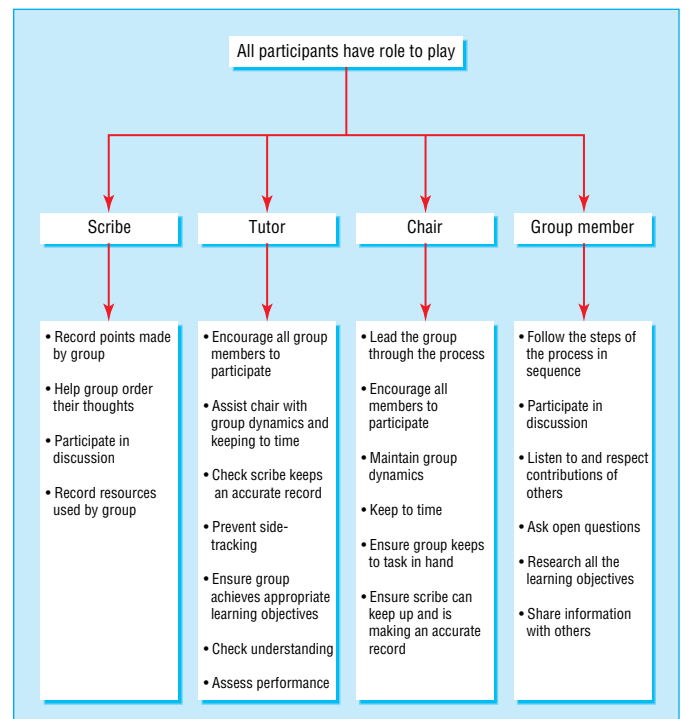 All participants have role to play
Scribe
Tutor
Chair
Group member
• Record points made
by group
• Help group order
their thoughts
• Participate in
discussion
• Record resources
used by group
• Encourage all group
members to
participate
• Assist chair with
group dynamics and
keeping to time
• Check scribe keeps
an accurate record
• Prevent side-
tracking
• Ensure group
achieves appropriate
learning objectives
• Check understanding
• Assess performance
• Lead the group
through the process
• Encourage all
members to
participate
• Maintain group
dynamics
• Keep to time
• Ensure group keeps
to task in hand
• Ensure scribe can
keep up and is
making an accurate
record
• Follow the steps of
the process in
sequence
• Participate in
discussion
• Listen to and respect
contributions of
others
• Ask open questions
• Research all the
learning objectives
• Share information
with others